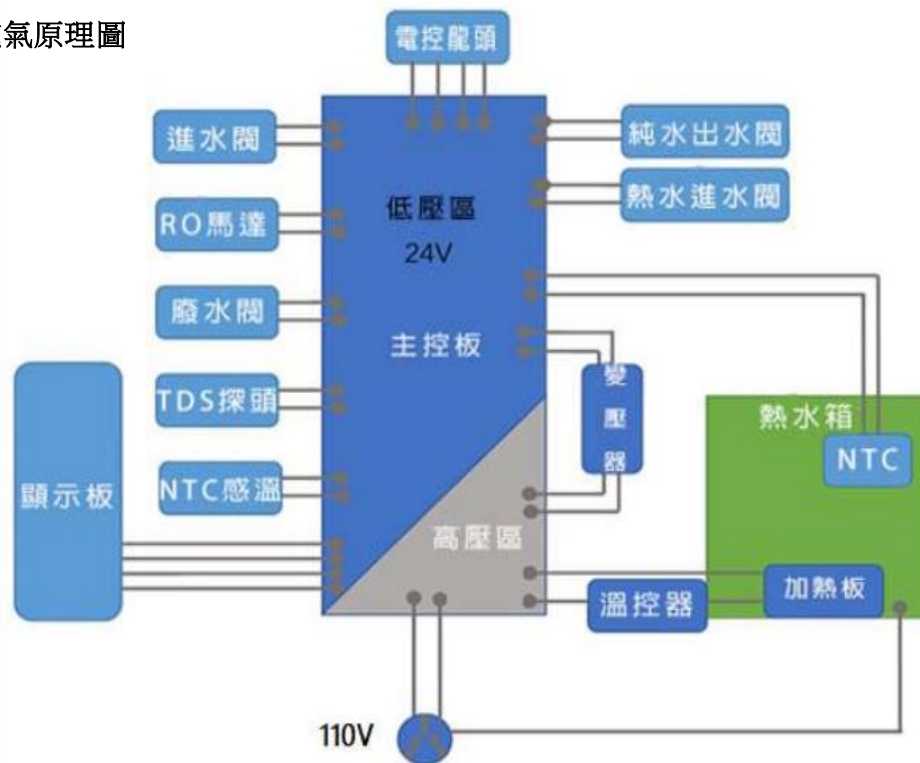 氣原理圖
電控龍頭
進水閥
純水出水閥
熱水進水閥
RO馬達
低壓區
24V
廢水閥
主控板
TDS探頭
變壓器
熱水箱
NTC
顯示板
NTC感溫
高壓區
溫控器
加熱板
110V